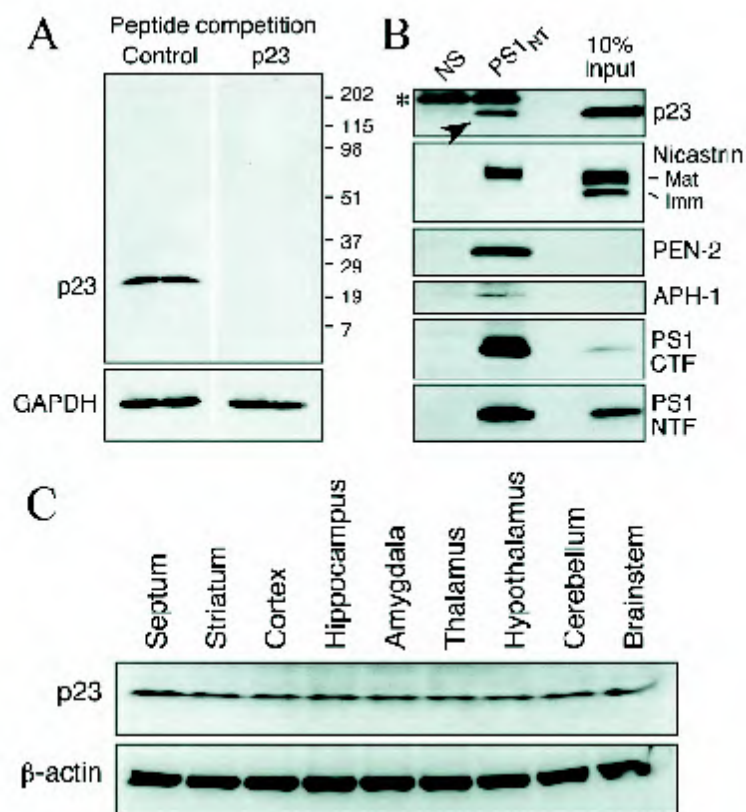 A
Peptide competition
Control p23
202
115
98
51
37
29
19
7
p23
GAPDH
B
NS PS1NT 10% Input
*
p23
Nicastrin
Mat
Imm
PEN-2
APH-1
PS1 CTF
PS1 NTF
C
Septum Striatum Cortex Hippocampus Amygdala Thalamus Hypothalamus Cerebellum Brainstem
p23
β-actin